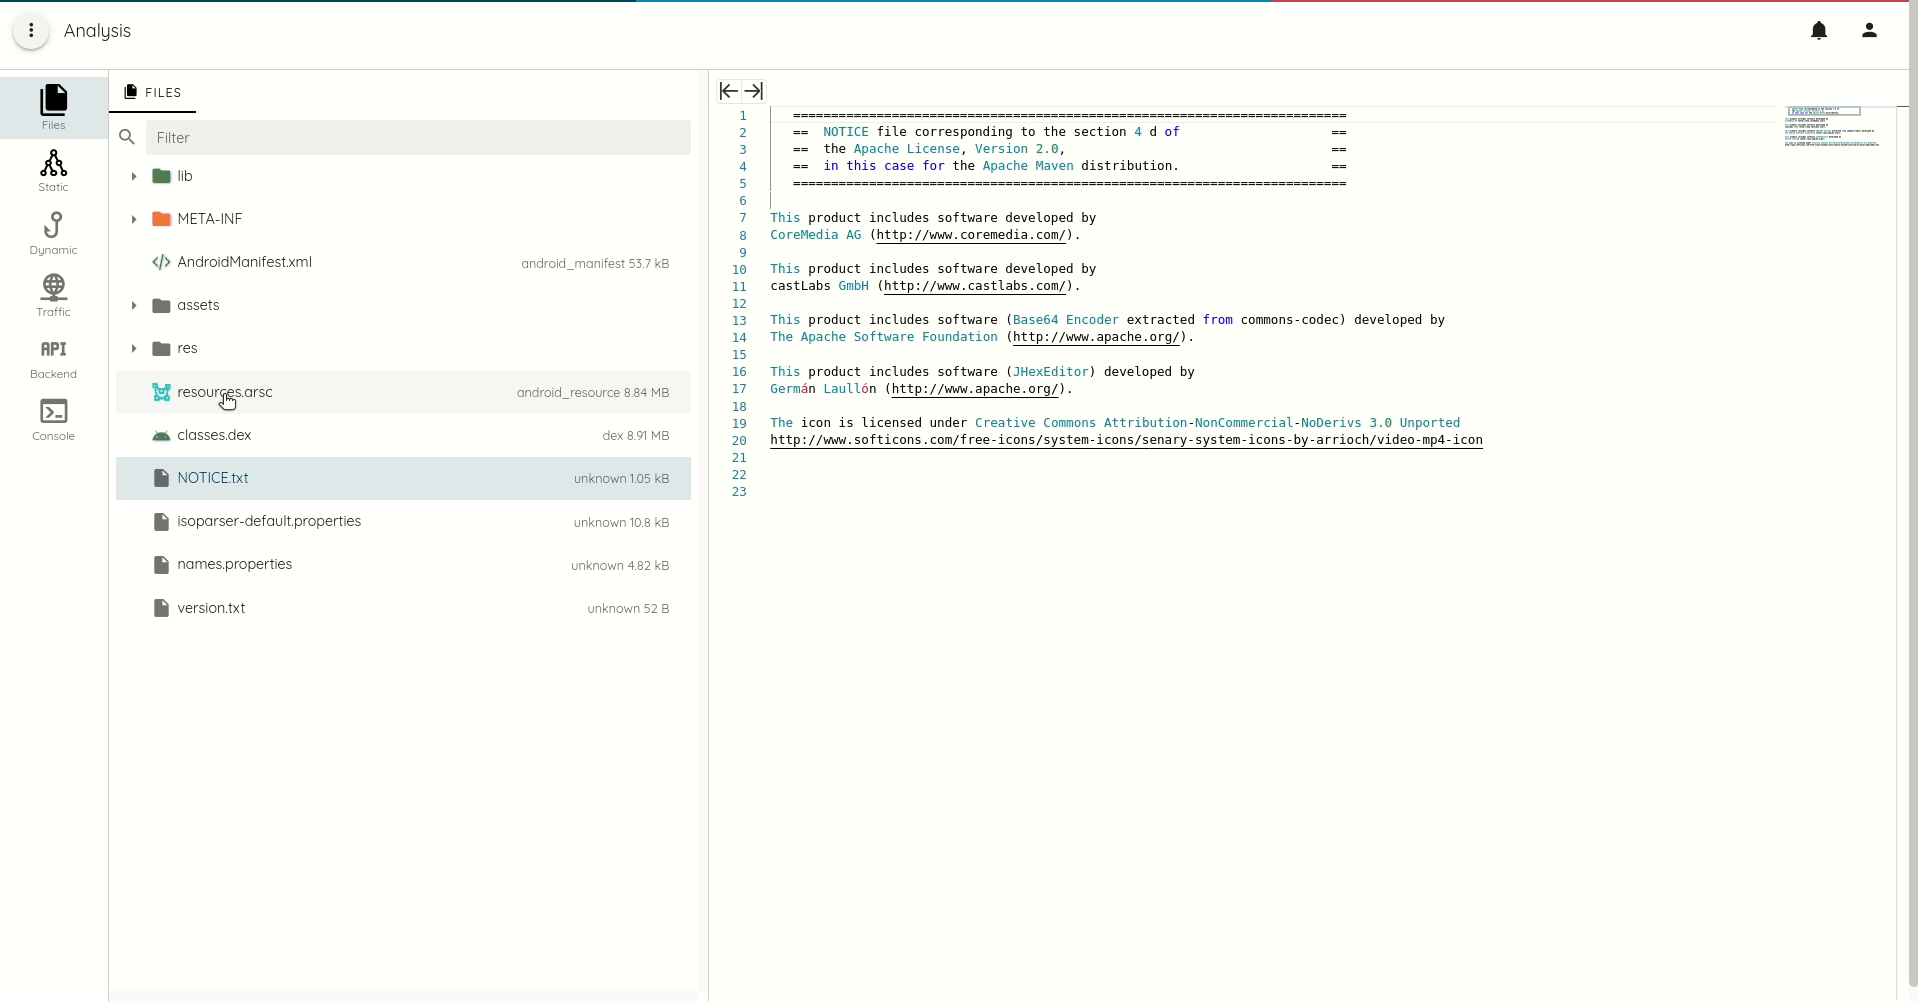 Analysis
Files
Static
Dynamic
Traffic
API
Backend
Console
FILES
Filter
lib
META-INF
AndroidManifest.xml android_manifest 53.7 kB
assets
res
resources.arsc android_resource 8.84 MB
classes.dex dex 8.91 MB
NOTICE.txt unknown 1.05 kB
isoparser-default.properties unknown 10.8 kB
names.properties unknown 4.82 kB
version.txt unknown 52 B
1 =========================================================================
2 == NOTICE file corresponding to the section 4 d of ==
3 == the Apache License, Version 2.0, ==
4 == in this case for the Apache Maven distribution. ==
5 =========================================================================
6
7 This product includes software developed by
8 CoreMedia AG (http://www.coremedia.com/).
9
10 This product includes software developed by
11 castLabs GmbH (http://www.castlabs.com/).
12
13 This product includes software (Base64 Encoder extracted from commons-codec) developed by
14 The Apache Software Foundation (http://www.apache.org/).
15
16 This product includes software (JHexEditor) developed by
17 Germán Laullón (http://www.apache.org/).
18
19 The icon is licensed under Creative Commons Attribution-NonCommercial-NoDerivs 3.0 Unported
20 http://www.softicons.com/free-icons/system-icons/senary-system-icons-by-arrioch/video-mp4-icon
21
22
23